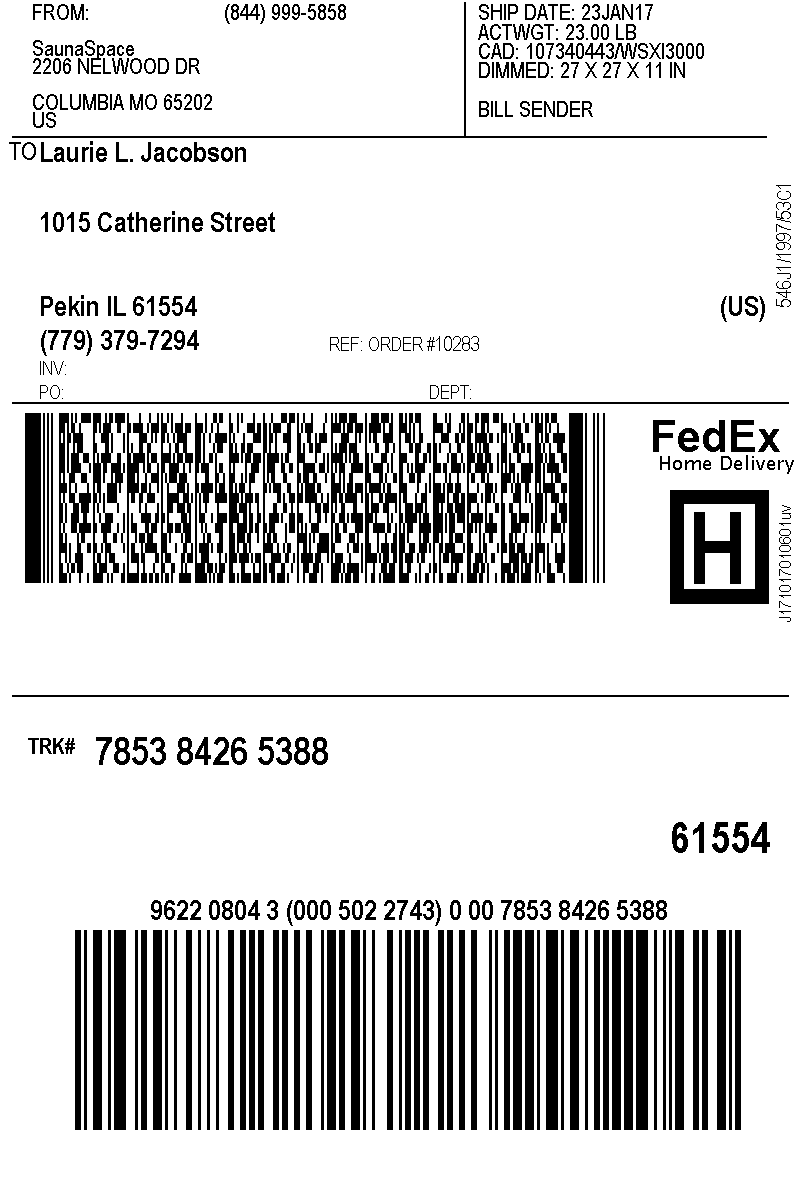 FROM: (844) 999-5858
SaunaSpace
2206 NELWOOD DR
COLUMBIA MO 65202
US
SHIP DATE: 23JAN17
ACTWGT: 23.00 LB
CAD: 107340443/WSXI3000
DIMMED: 27 X 27 X 11 IN
BILL SENDER
TO Laurie L. Jacobson
1015 Catherine Street
Pekin IL 61554 (US)
(779) 379-7294 REF: ORDER #10283
INV:
PO: DEPT:
546J1/1997/53C1
FedEx
Home Delivery
H
J171017010601uv
TRK# 7853 8426 5388
61554
9622 0804 3 (000 502 2743) 0 00 7853 8426 5388